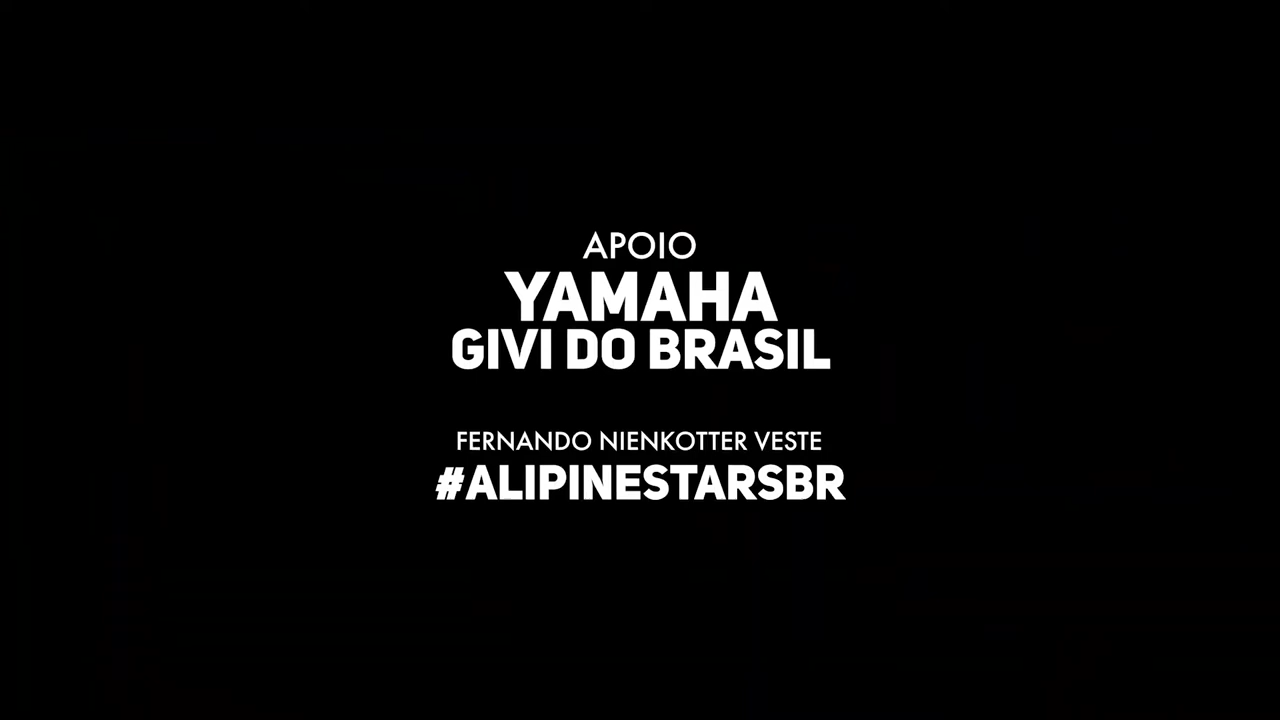 APOIO
YAMAHA
GIVI DO BRASIL
FERNANDO NIENKOTTER VESTE
#ALIPINESTARSBR